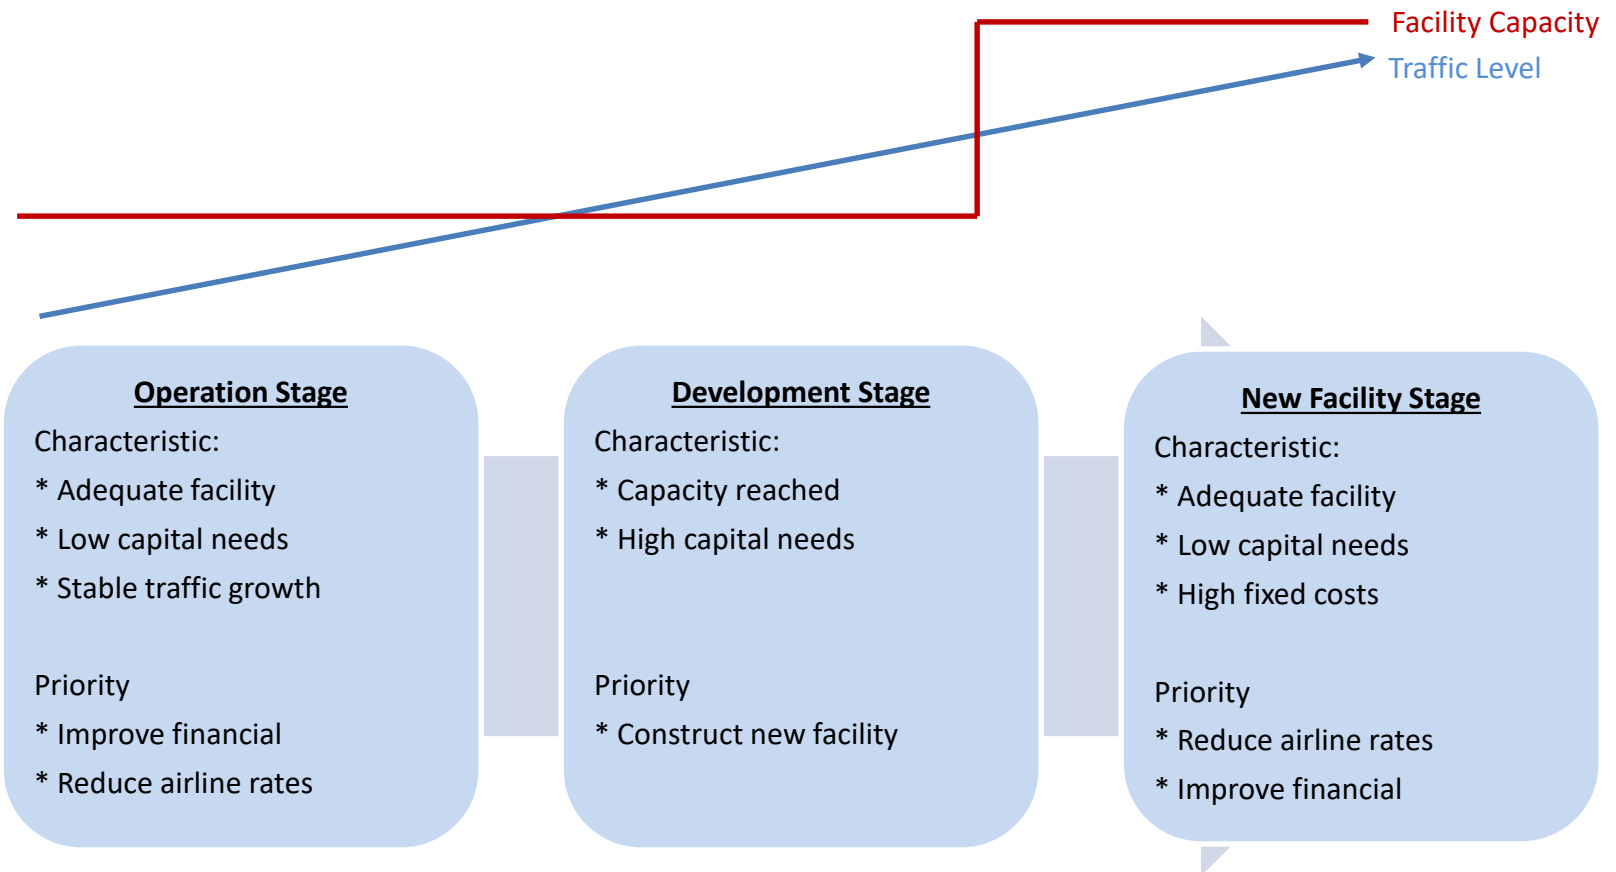 Facility Capacity
Traffic Level
Operation Stage
Characteristic:
* Adequate facility
* Low capital needs
* Stable traffic growth
Priority
* Improve financial
* Reduce airline rates
Development Stage
Characteristic:
* Capacity reached
* High capital needs
Priority
* Construct new facility
New Facility Stage
Characteristic:
* Adequate facility
* Low capital needs
* High fixed costs
Priority
* Reduce airline rates
* Improve financial